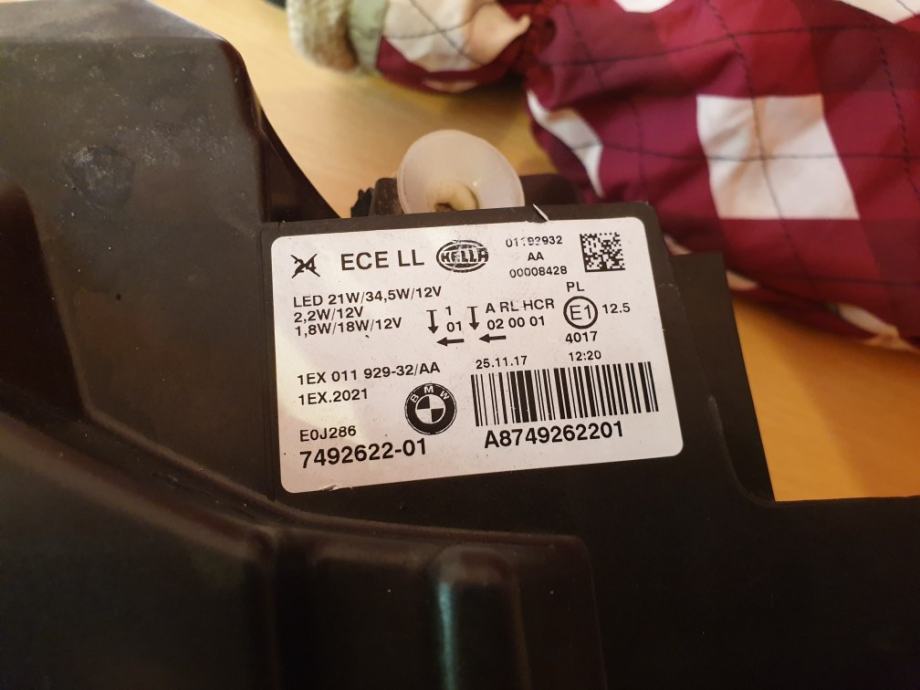 24 ECE LL HELLA 01192932
AA
00008428
LED 21W/34,5W/12V
2,2W/12V
1,8W/18W/12V
1
01
A RL HCR
02 00 01
PL
E1 12.5
4017
1EX 011 929-32/AA
1EX.2021
25.11.17 12:20
BMW
E0J286
7492622-01
A8749262201